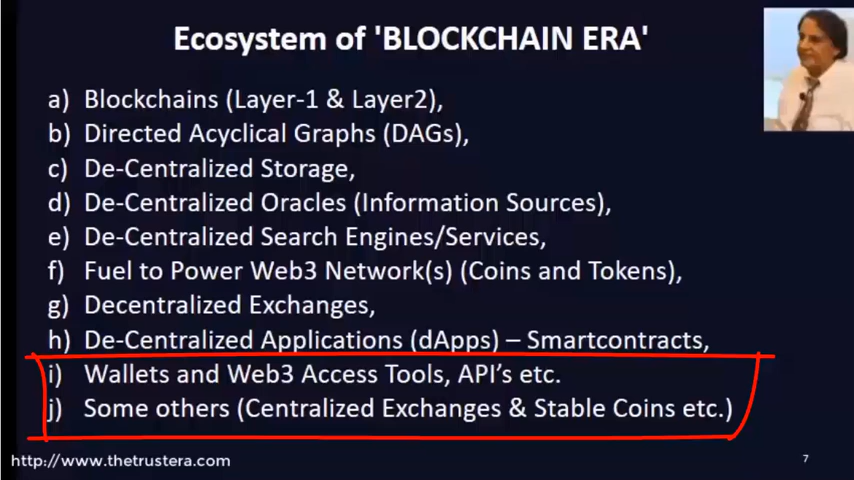 Ecosystem of 'BLOCKCHAIN ERA'
a) Blockchains (Layer-1 & Layer2),
b) Directed Acyclical Graphs (DAGs),
c) De-Centralized Storage,
d) De-Centralized Oracles (Information Sources),
e) De-Centralized Search Engines/Services,
f) Fuel to Power Web3 Network(s) (Coins and Tokens),
g) Decentralized Exchanges,
h) De-Centralized Applications (dApps) – Smartcontracts,
i) Wallets and Web3 Access Tools, API's etc.
j) Some others (Centralized Exchanges & Stable Coins etc.)
http://www.thetrustera.com
7